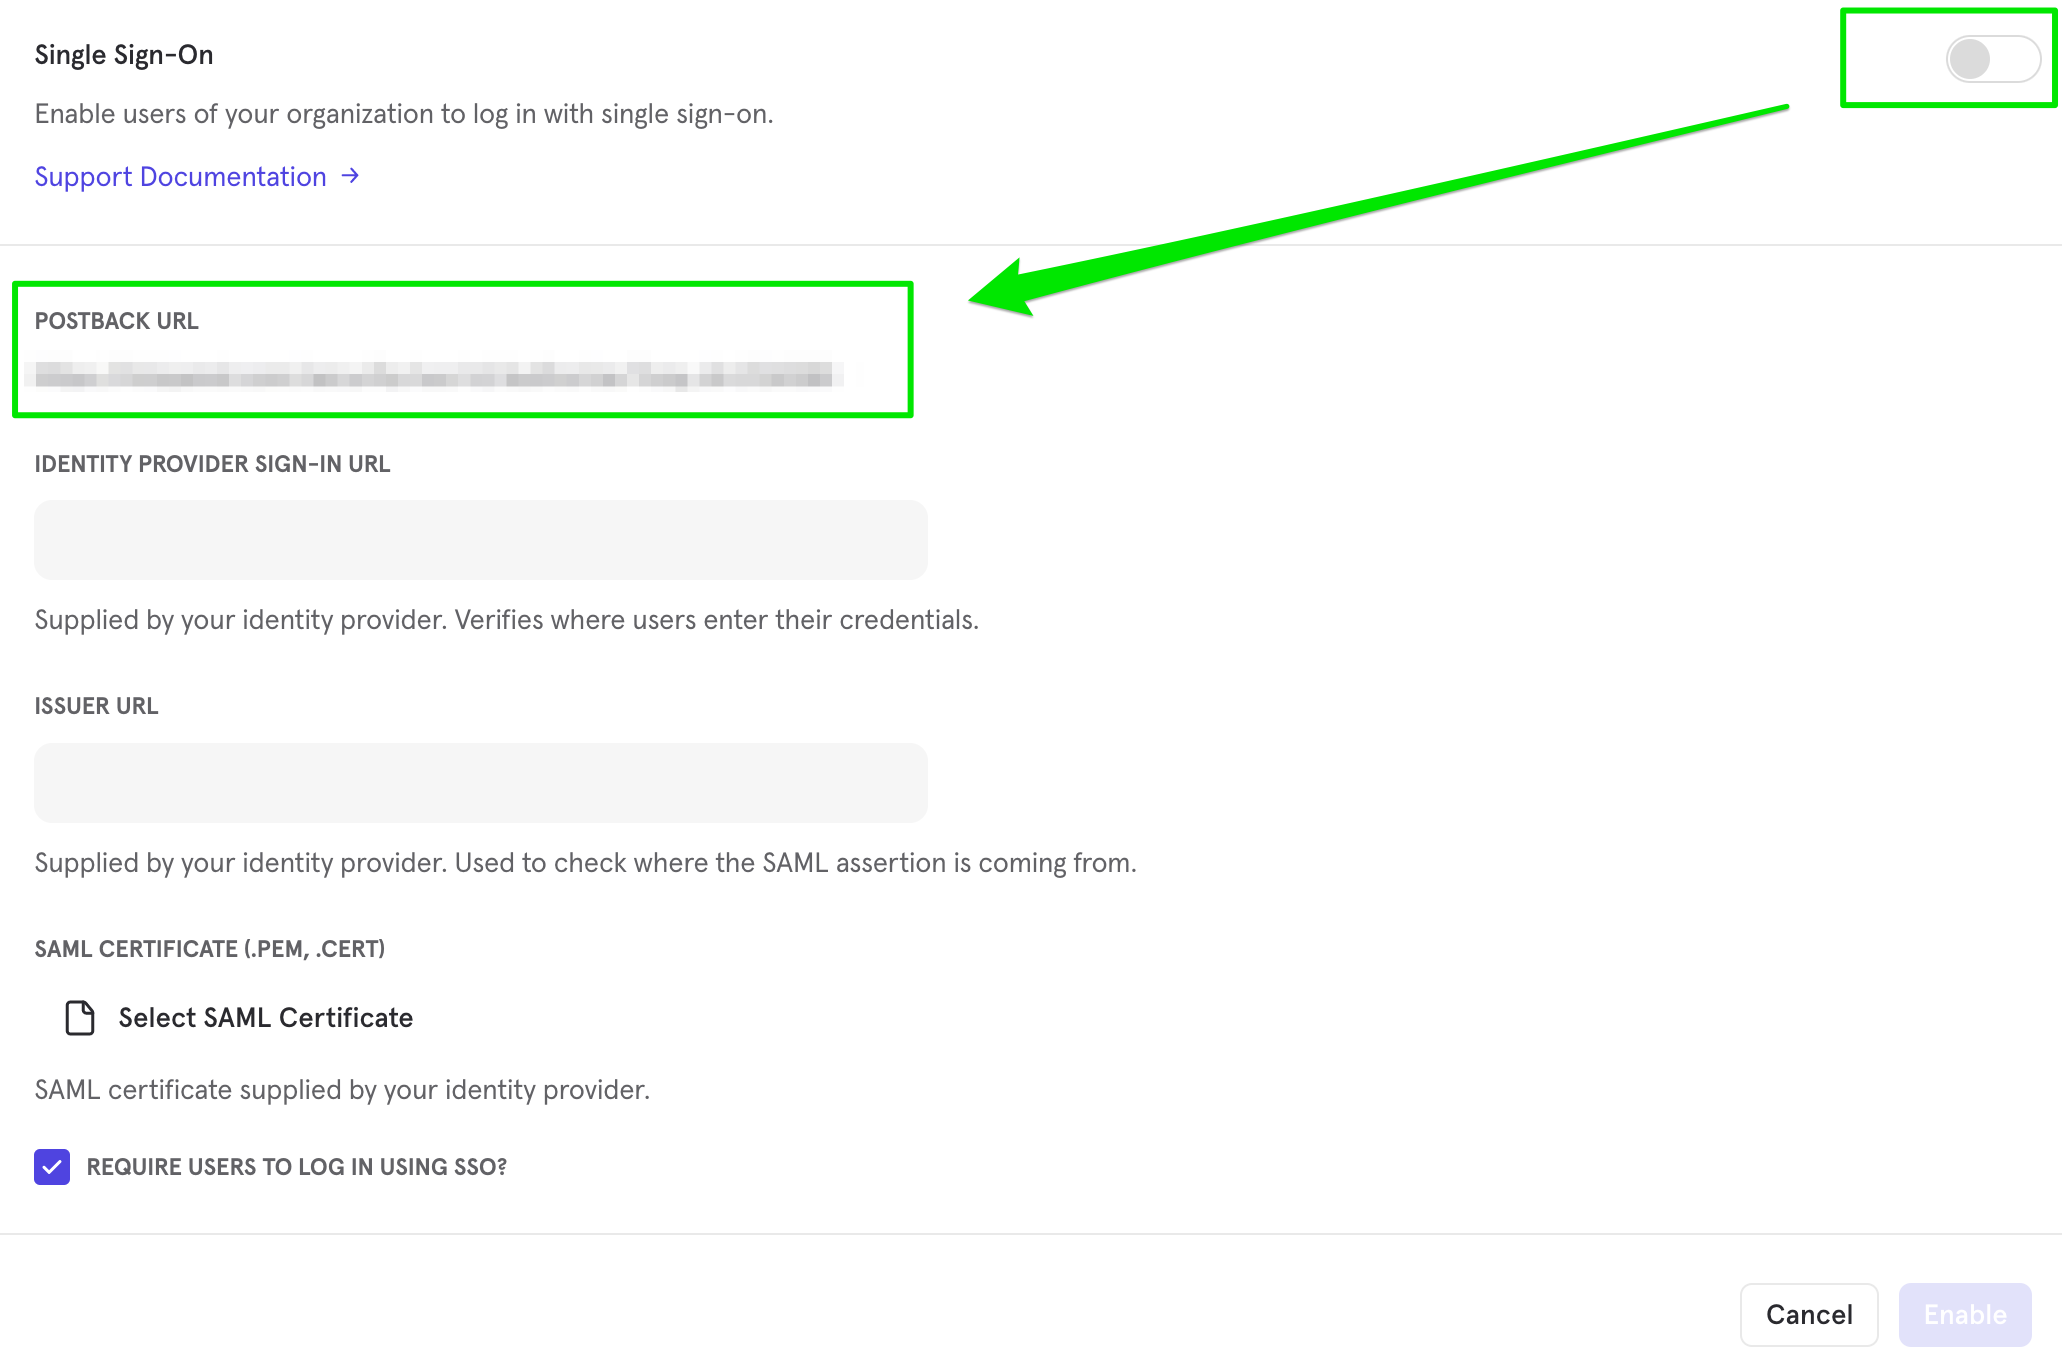 Single Sign-On
Enable users of your organization to log in with single sign-on.
Support Documentation →
POSTBACK URL
IDENTITY PROVIDER SIGN-IN URL
Supplied by your identity provider. Verifies where users enter their credentials.
ISSUER URL
Supplied by your identity provider. Used to check where the SAML assertion is coming from.
SAML CERTIFICATE (.PEM, .CERT)
Select SAML Certificate
SAML certificate supplied by your identity provider.
REQUIRE USERS TO LOG IN USING SSO?
Cancel
Enable